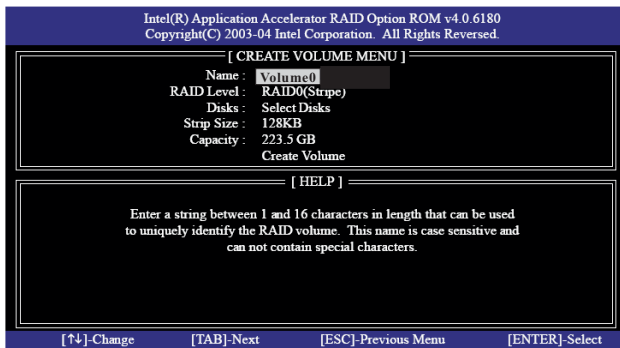 Intel(R) Application Accelerator RAID Option ROM v4.0.6180
Copyright(C) 2003-04 Intel Corporation.  All Rights Reversed.
[ CREATE VOLUME MENU ]
Name : Volume0
RAID Level : RAID0(Stripe)
Disks : Select Disks
Strip Size : 128KB
Capacity : 223.5 GB
Create Volume
[ HELP ]
Enter a string between 1 and 16 characters in length that can be used
to uniquely identify the RAID volume.  This name is case sensitive and
can not contain special characters.
[↑↓]-Change [TAB]-Next [ESC]-Previous Menu [ENTER]-Select